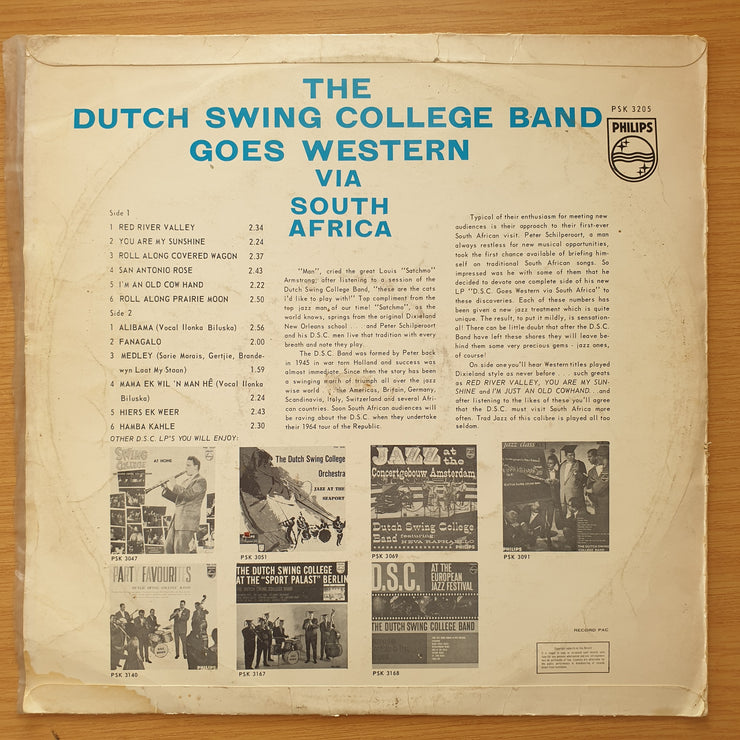 THE
DUTCH SWING COLLEGE BAND
GOES WESTERN
VIA
SOUTH
AFRICA
PSK 3205
PHILIPS
Side 1
1 RED RIVER VALLEY 2.34
2 YOU ARE MY SUNSHINE 2.24
3 ROLL ALONG COVERED WAGON 2.37
4 SAN ANTONIO ROSE 2.43
5 I'M AN OLD COW HAND 2.22
6 ROLL ALONG PRAIRIE MOON 2.50
Side 2
1 ALIBAMA (Vocal Ilonka Biluska) 2.56
2 FANAGALO 2.00
3 MEDLEY (Sarie Marais, Gertjie, Brande-
wyn Laat My Staan) 1.59
4 MAMA EK WIL 'N MAN HÊ (Vocal Ilonka
Biluska) 2.24
5 HIERS EK WEER 2.43
6 HAMBA KAHLE 2.30
OTHER D.S.C. LP'S YOU WILL ENJOY:
"Man", cried the great Louis "Satchmo"
Armstrong; after listening to a session of the
Dutch Swing College Band, "these are the cats
I'd like to play with!" Top compliment from the
top jazz man of our time! "Satchmo", as the
world knows, springs from the original Dixieland
New Orleans school . . . and Peter Schilperoort
and his D.S.C. men live that tradition with every
breath and note they play.
The D.S.C. Band was formed by Peter back
in 1945 in war torn Holland and success was
almost immediate. Since then the story has been
a swinging march of triumph all over the jazz
wise world . . . the Americas, Britain, Germany,
Scandinavia, Italy, Switzerland and several Afri-
can countries. Soon South African audiences will
be raving about the D.S.C. when they undertake
their 1964 tour of the Republic.
Typical of their enthusiasm for meeting new
audiences is their approach to their first-ever
South African visit. Peter Schilperoort, a man
always restless for new musical opportunities,
took the first chance available of briefing him-
self on traditional South African songs. So
impressed was he with some of them that he
decided to devote one complete side of his new
LP "D.S.C. Goes Western via South Africa" to
these discoveries. Each of these numbers has
been given a new jazz treatment which is quite
unique. The result, to put it mildly, is sensation-
al! There can be little doubt that after the D.S.C.
Band have left these shores they will leave be-
hind them some very precious gems - jazz ones,
of course!
On side one you'll hear Western titles played
Dixieland style as never before . . . such greats
as RED RIVER VALLEY, YOU ARE MY SUN-
SHINE and I'M JUST AN OLD COWHAND. . .and
after listening to the likes of these you'll agree
that the D.S.C. must visit South Africa more
often. Trad Jazz of this calibre is played all too
seldom.
SWING
COLLEGE
AT HOME
PSK 3047
The Dutch Swing College
Orchestra
JAZZ AT THE
SEAPORT
PSK 3051
JAZZ at the
Concertgebouw Amsterdam
Dutch Swing College
Band featuring
NEVA RAPHAELLO
PHILIPS
PSK 3069
jazz class
PHILIPS
THE DUTCH SWING
COLLEGE BAND
PSK 3091
PARTY FAVOURITES
DUTCH SWING COLLEGE BAND
PHILIPS
PSK 3140
THE DUTCH SWING COLLEGE
AT THE "SPORT PALAST" BERLIN
PSK 3167
D.S.C.
AT THE
EUROPEAN
JAZZ FESTIVAL
THE DUTCH SWING COLLEGE BAND
PSK 3168
RECORD PAC